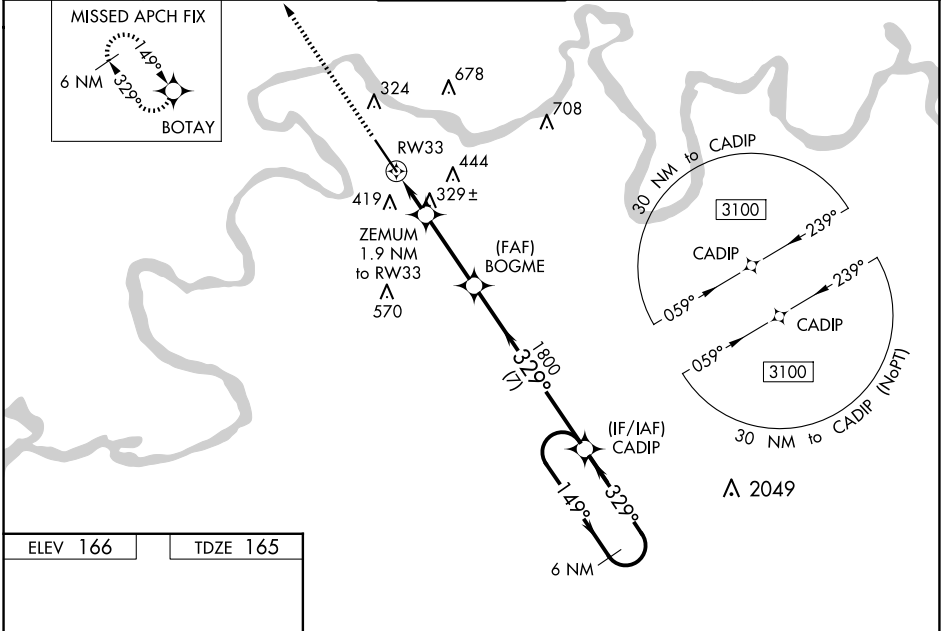 MISSED APCH FIX
6 NM
149°
329°
BOTAY
324
678
708
RW33
444
419
329±
ZEMUM
1.9 NM
to RW33
570
(FAF)
BOGME
1800
329°
(7)
(IF/IAF)
CADIP
149°
329°
6 NM
30 NM to CADIP
3100
239°
CADIP
059°
239°
CADIP
059°
3100
30 NM to CADIP (NoPT)
2049
ELEV 166
TDZE 165